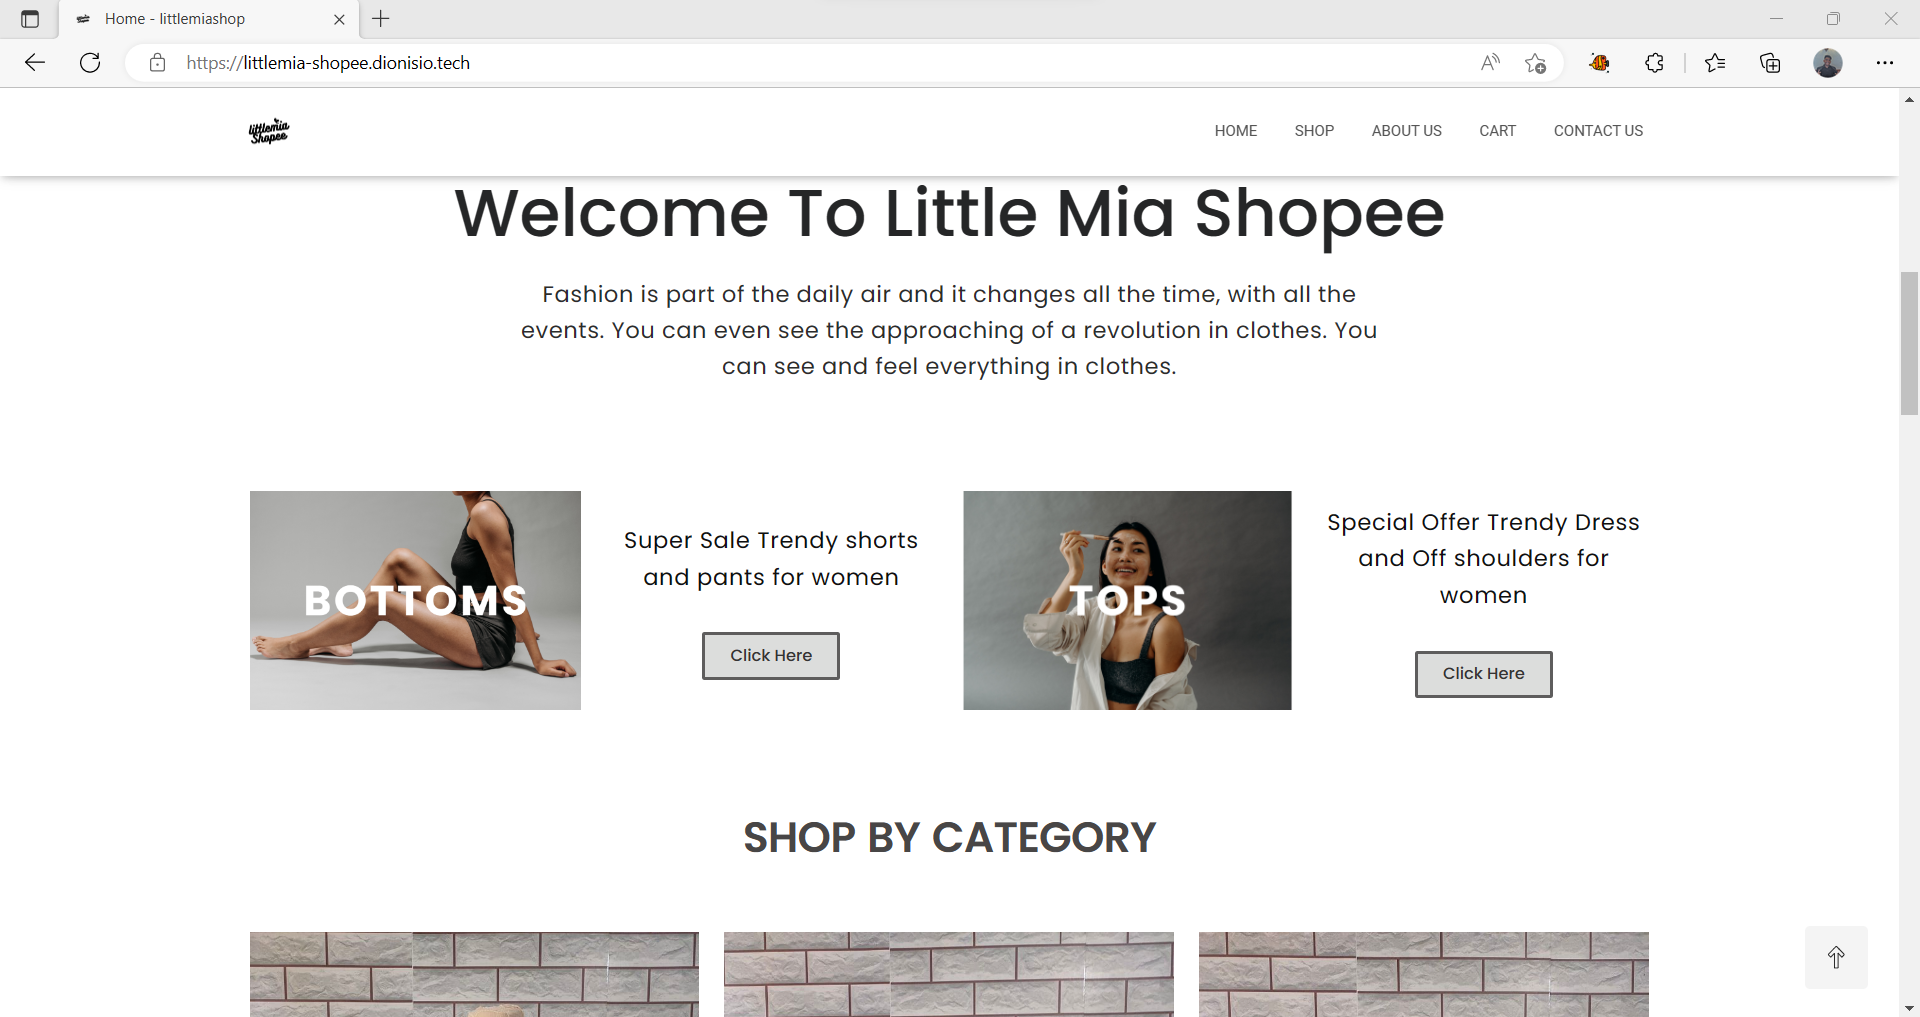 Home - littlemiashop
https://littlemia-shopee.dionisio.tech
littlemia
Shopee
HOME SHOP ABOUT US CART CONTACT US
Welcome To Little Mia Shopee
Fashion is part of the daily air and it changes all the time, with all the
events. You can even see the approaching of a revolution in clothes. You
can see and feel everything in clothes.
BOTTOMS
Super Sale Trendy shorts
and pants for women
Click Here
TOPS
Special Offer Trendy Dress
and Off shoulders for
women
Click Here
SHOP BY CATEGORY